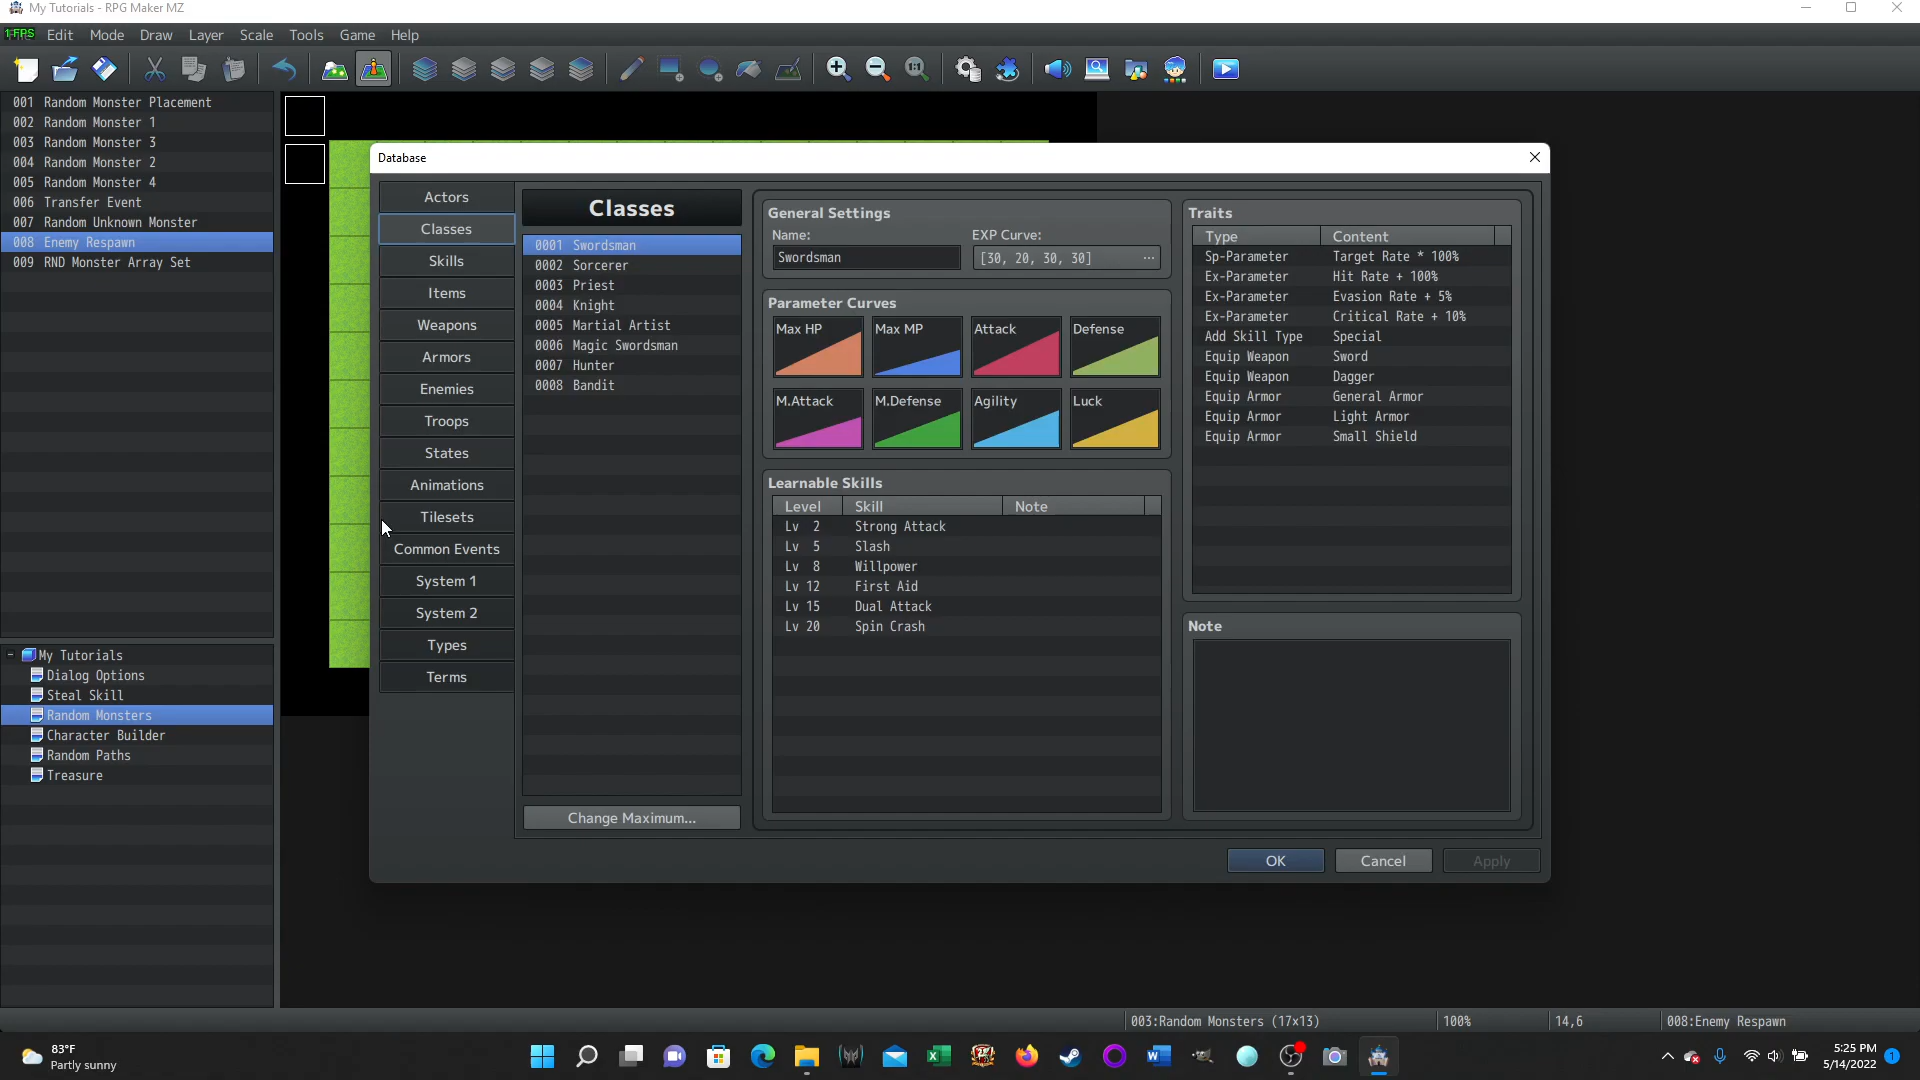 My Tutorials - RPG Maker MZ
1 FPS Edit Mode Draw Layer Scale Tools Game Help
001 Random Monster Placement
002 Random Monster 1
003 Random Monster 3
004 Random Monster 2
005 Random Monster 4
006 Transfer Event
007 Random Unknown Monster
008 Enemy Respawn
009 RND Monster Array Set
My Tutorials
Dialog Options
Steal Skill
Random Monsters
Character Builder
Random Paths
Treasure
Database
Actors
Classes
Skills
Items
Weapons
Armors
Enemies
Troops
States
Animations
Tilesets
Common Events
System 1
System 2
Types
Terms
Classes
0001 Swordsman
0002 Sorcerer
0003 Priest
0004 Knight
0005 Martial Artist
0006 Magic Swordsman
0007 Hunter
0008 Bandit
Change Maximum...
General Settings
Name: EXP Curve:
Swordsman [30, 20, 30, 30] ...
Parameter Curves
Max HP Max MP Attack Defense
M.Attack M.Defense Agility Luck
Learnable Skills
Level Skill Note
Lv 2 Strong Attack
Lv 5 Slash
Lv 8 Willpower
Lv 12 First Aid
Lv 15 Dual Attack
Lv 20 Spin Crash
Traits
Type Content
Sp-Parameter Target Rate * 100%
Ex-Parameter Hit Rate + 100%
Ex-Parameter Evasion Rate + 5%
Ex-Parameter Critical Rate + 10%
Add Skill Type Special
Equip Weapon Sword
Equip Weapon Dagger
Equip Armor General Armor
Equip Armor Light Armor
Equip Armor Small Shield
Note
OK Cancel Apply
003:Random Monsters (17×13) 100% 14,6 008:Enemy Respawn
83°F
Partly sunny
5:25 PM
5/14/2022
1